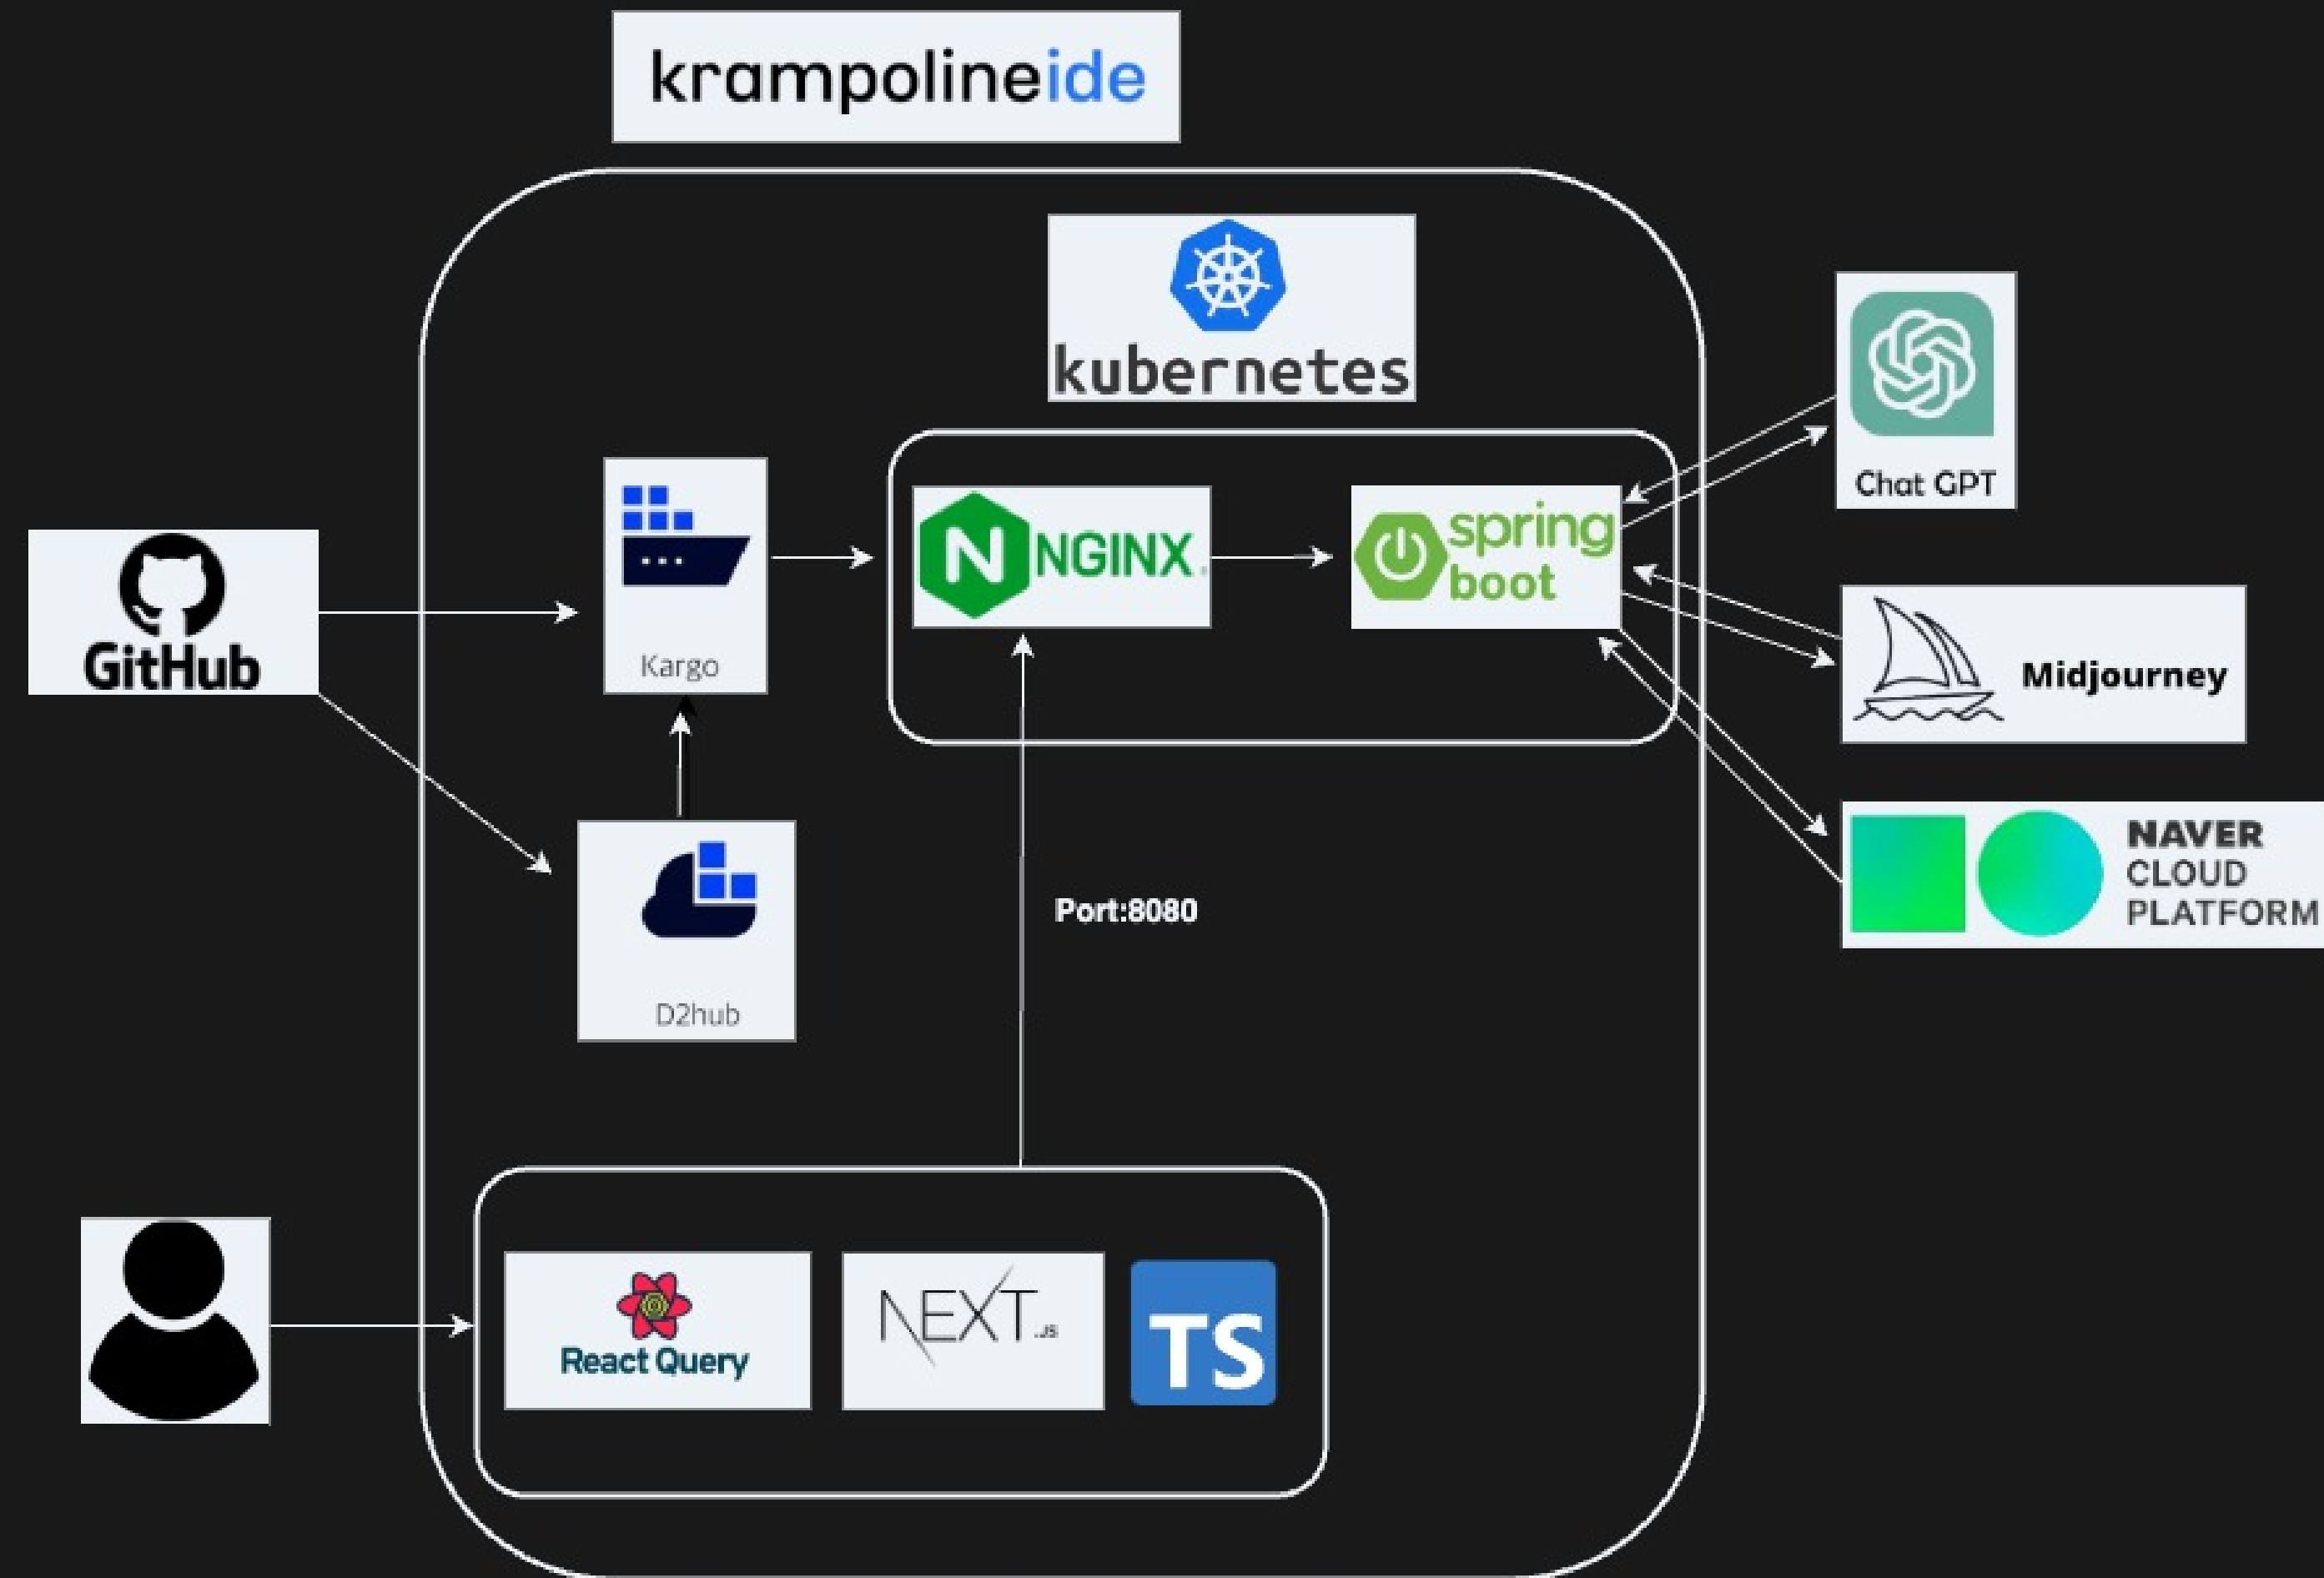 krampolineide
kubernetes
Chat GPT
NGINX
spring
boot
GitHub
Kargo
Midjourney
NAVER
CLOUD
PLATFORM
Port:8080
D2hub
React Query
NEXT.JS
TS